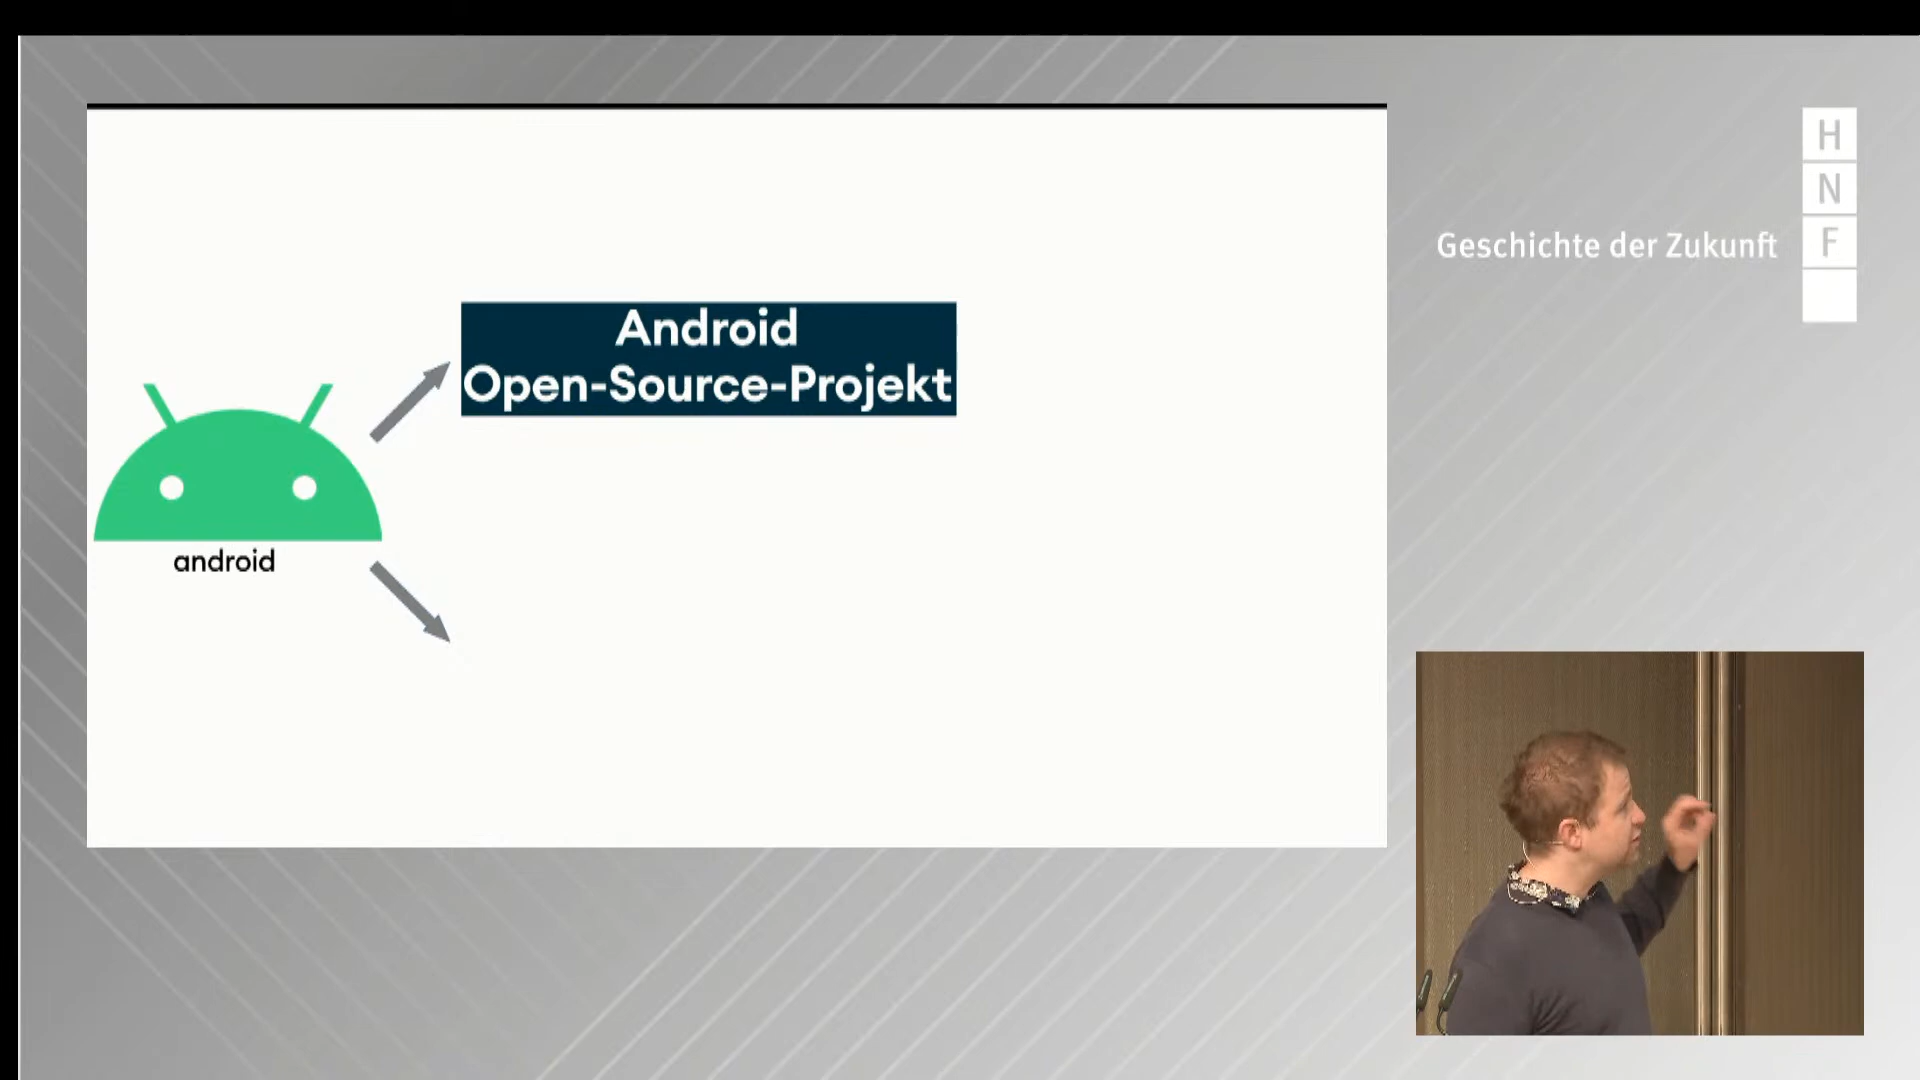 Android
Open-Source-Projekt
android
Geschichte der Zukunft
H
N
F